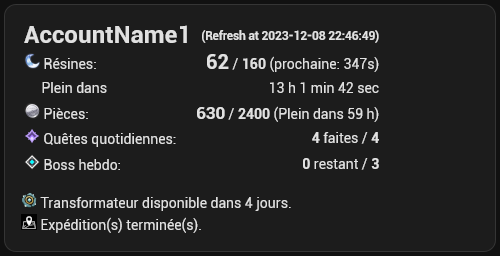 AccountName1 (Refresh at 2023-12-08 22:46:49)
Résines: 62 / 160 (prochaine: 347s)
Plein dans 13 h 1 min 42 sec
Pièces: 630 / 2400 (Plein dans 59 h)
Quêtes quotidiennes: 4 faites / 4
Boss hebdo: 0 restant / 3
Transformateur disponible dans 4 jours.
Expédition(s) terminée(s).